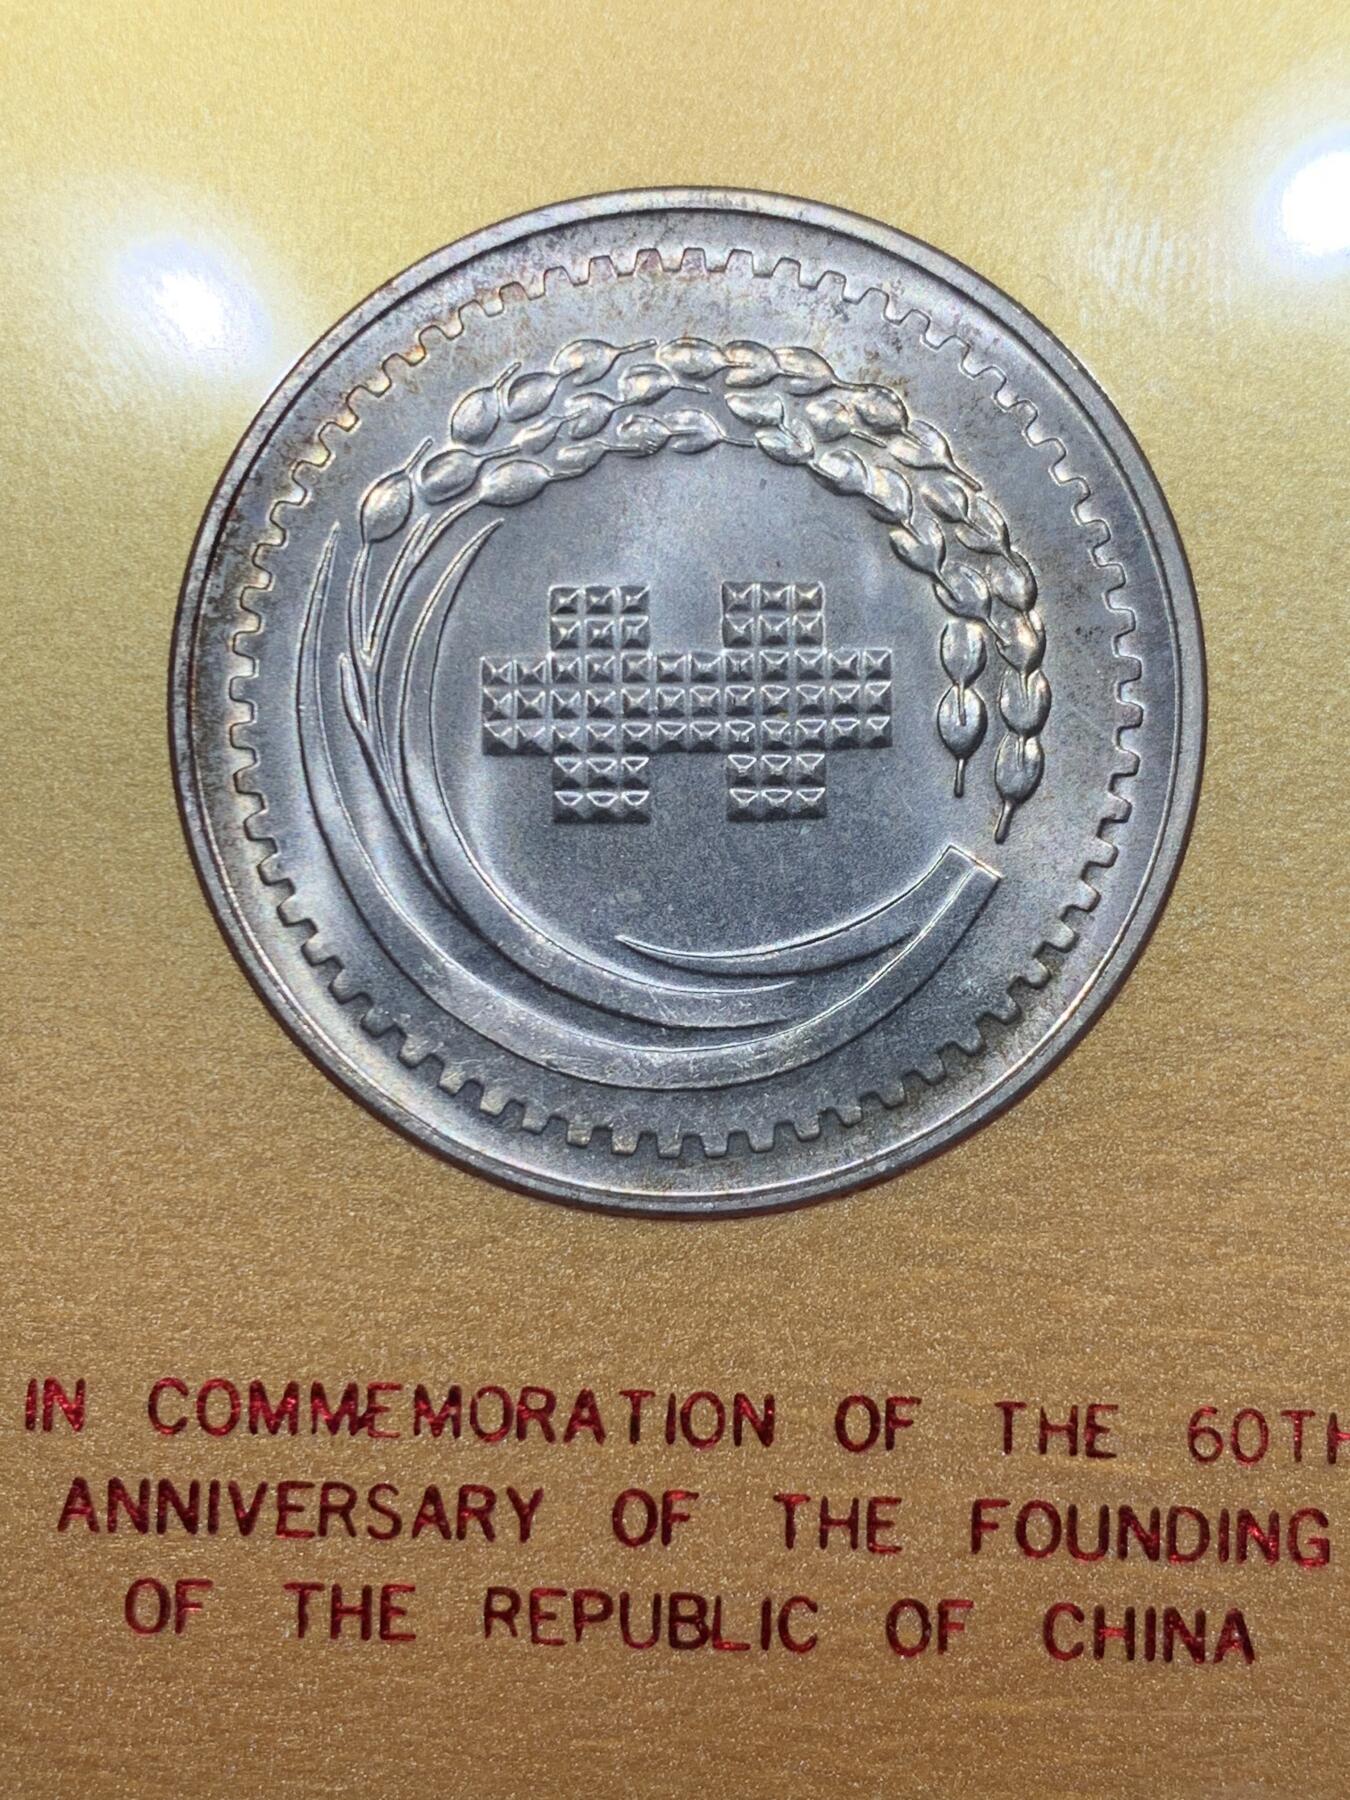 IN COMMEMORATION OF THE 60TH
ANNIVERSARY OF THE FOUNDING
OF THE REPUBLIC OF CHINA